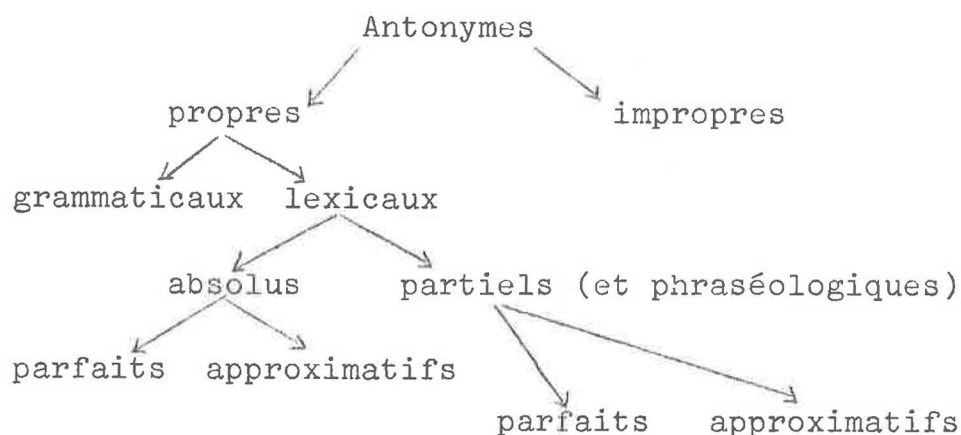 Antonymes
propres impropres
grammaticaux lexicaux
absolus partiels (et phraséologiques)
parfaits approximatifs
parfaits approximatifs